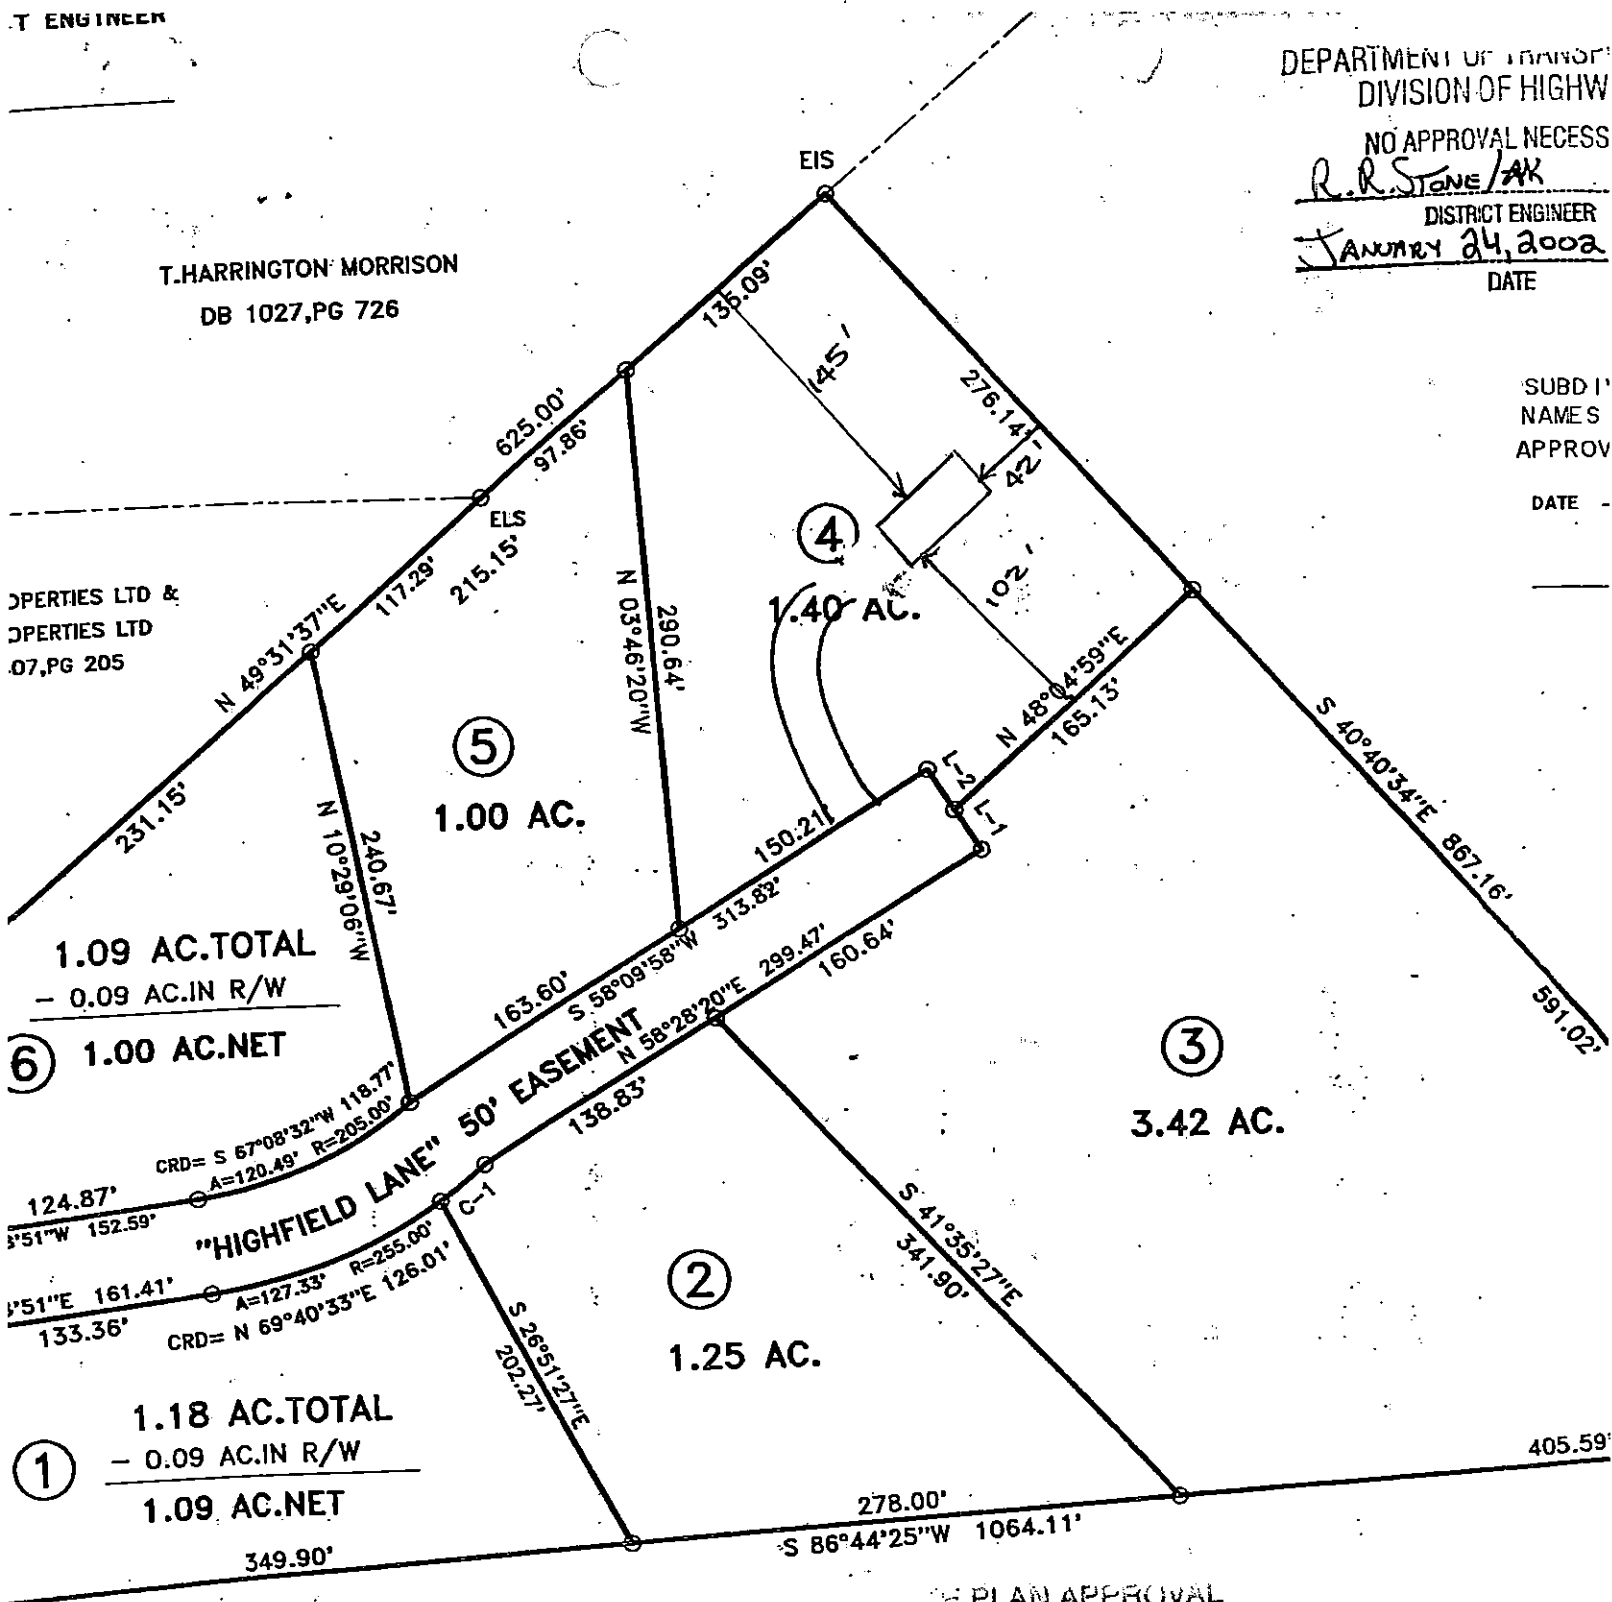 T ENGINEER
DEPARTMENT OF TRANSP
DIVISION OF HIGHW
NO APPROVAL NECESS
R.R. STONE/AK
DISTRICT ENGINEER
JANUARY 24, 2002
DATE
EIS
T.HARRINGTON MORRISON
DB 1027,PG 726
135.09'
145'
276.14'
42'
SUBDI
NAMES
APPROV
DATE -
625.00'
97.86'
ELS
④
1.40 AC.
102'
OPERTIES LTD &
OPERTIES LTD
07,PG 205
N 49°31'37"E
117.29'
215.15'
231.15'
N 03°46'20"W
290.64'
N 48°04'59"E
165.13'
S 40°40'34"E 867.16'
591.02'
⑤
1.00 AC.
N 10°29'06"W
240.67'
L-2
L-1
150.21'
S 58°09'58"W 313.82'
163.60'
N 58°28'20"E 299.47'
160.64'
138.83'
1.09 AC.TOTAL
- 0.09 AC.IN R/W
⑥ 1.00 AC.NET
③
3.42 AC.
CRD= S 67°08'32"W 118.77'
A=120.49' R=205.00'
"HIGHFIELD LANE" 50' EASEMENT
124.87'
'51"W 152.59'
C-1
'51"E 161.41'
133.36'
A=127.33' R=255.00'
CRD= N 69°40'33"E 126.01'
S 41°35'27"E
341.90'
②
1.25 AC.
S 26°51'27"E
202.27'
1.18 AC.TOTAL
- 0.09 AC.IN R/W
①
1.09 AC.NET
349.90'
278.00'
S 86°44'25"W 1064.11'
405.59'
PLAN APPROVAL